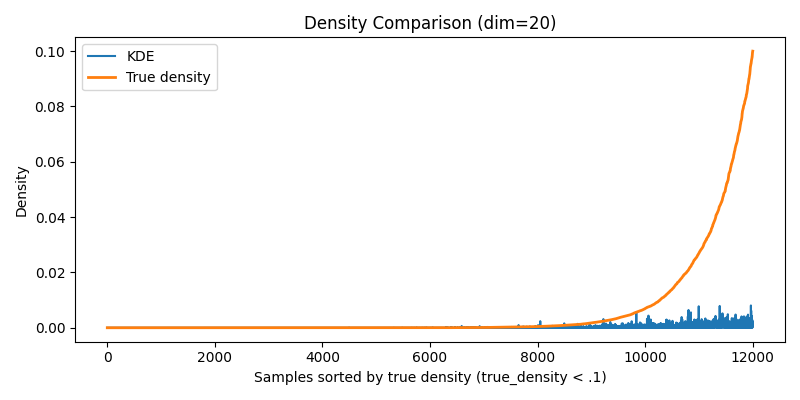 Density Comparison (dim=20)
KDE
True density
Density
0.10
0.08
0.06
0.04
0.02
0.00
0 2000 4000 6000 8000 10000 12000
Samples sorted by true density (true_density < .1)